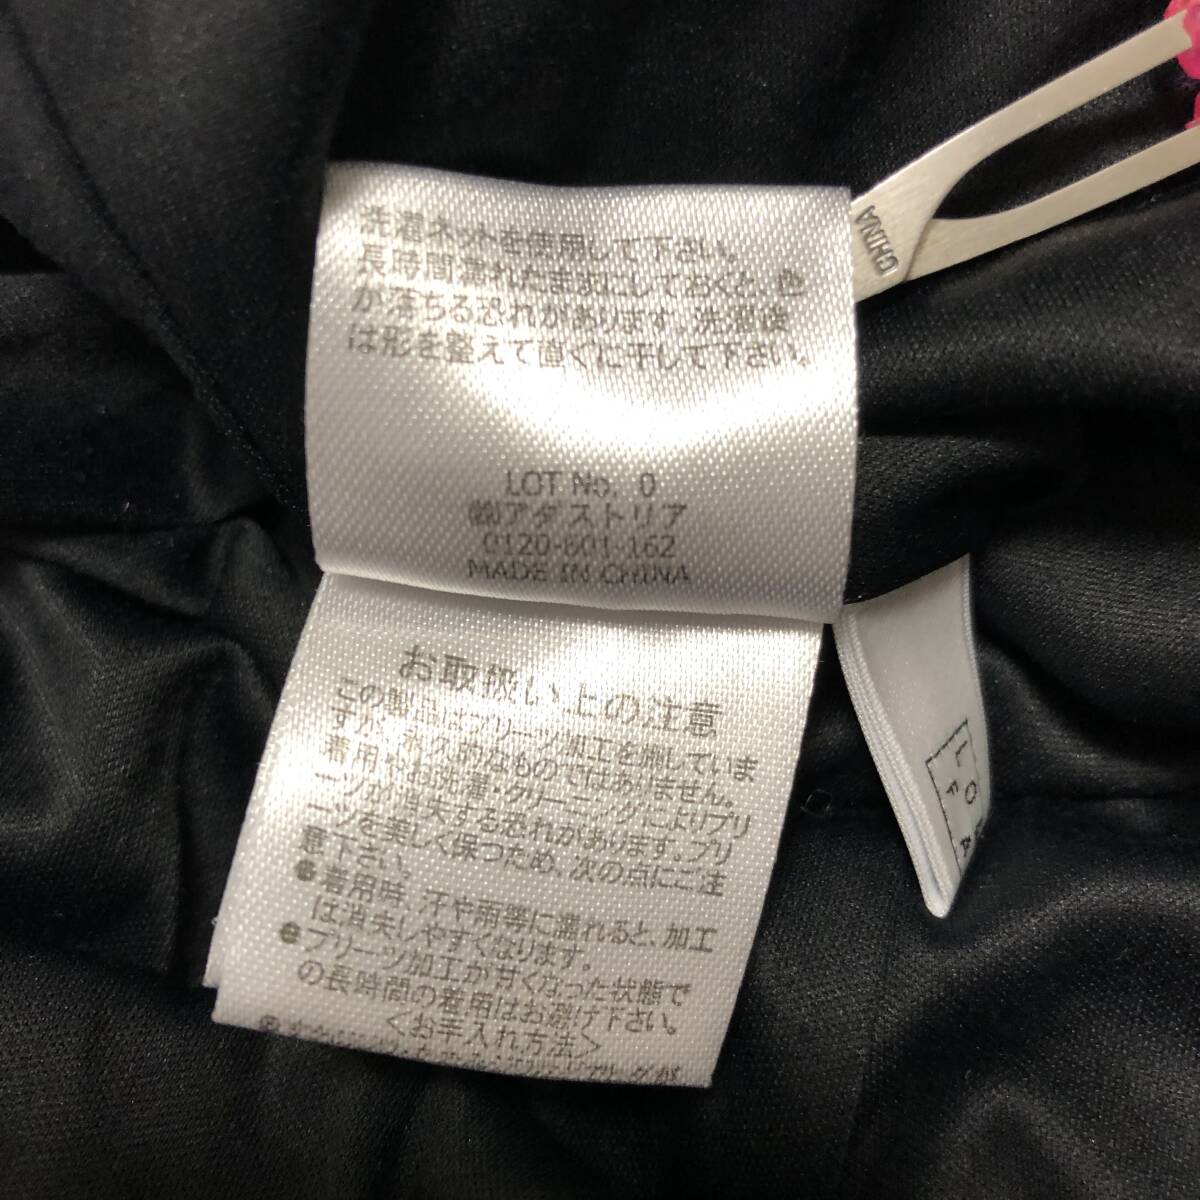 洗濯ネットを使用して下さい。
長時間濡れたままにしておくと、色
が落ちる恐れがあります。洗濯後
は形を整えて直ぐに干して下さい。
LOT No. 0
㈱アダストリア
0120-601-162
MADE IN CHINA
お取扱い上の注意
この製品はプリーツ加工を施していま
すが、永久的なものではありません。
着用やお洗濯・クリーニングによりプリ
ーツが消失する恐れがあります。プリ
ーツを美しく保つため、次の点にご注
意下さい。
●着用時、汗や雨等に濡れると、加工
は消失しやすくなります。
●プリーツ加工が甘くなった状態で
の長時間の着用はお避け下さい。
<お手入れ方法>
CHINA
L O
F